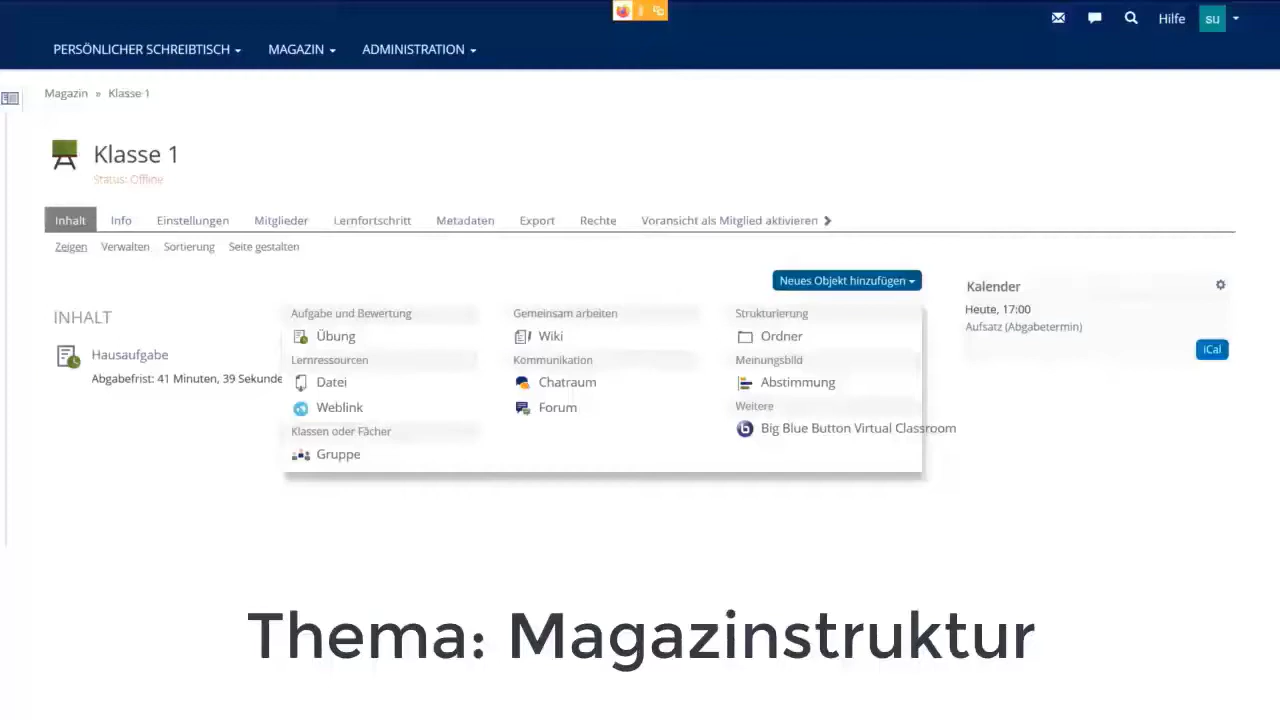 Hilfe su
PERSÖNLICHER SCHREIBTISCH MAGAZIN ADMINISTRATION
Magazin » Klasse 1
Klasse 1
Status: Offline
Inhalt Info Einstellungen Mitglieder Lernfortschritt Metadaten Export Rechte Voransicht als Mitglied aktivieren
Zeigen Verwalten Sortierung Seite gestalten
Neues Objekt hinzufügen
INHALT
Hausaufgabe
Abgabefrist: 41 Minuten, 39 Sekunde
Aufgabe und Bewertung
Übung
Lernressourcen
Datei
Weblink
Klassen oder Fächer
Gruppe
Gemeinsam arbeiten
Wiki
Kommunikation
Chatraum
Forum
Strukturierung
Ordner
Meinungsbild
Abstimmung
Weitere
Big Blue Button Virtual Classroom
Kalender
Heute, 17:00
Aufsatz (Abgabetermin)
iCal
Thema: Magazinstruktur